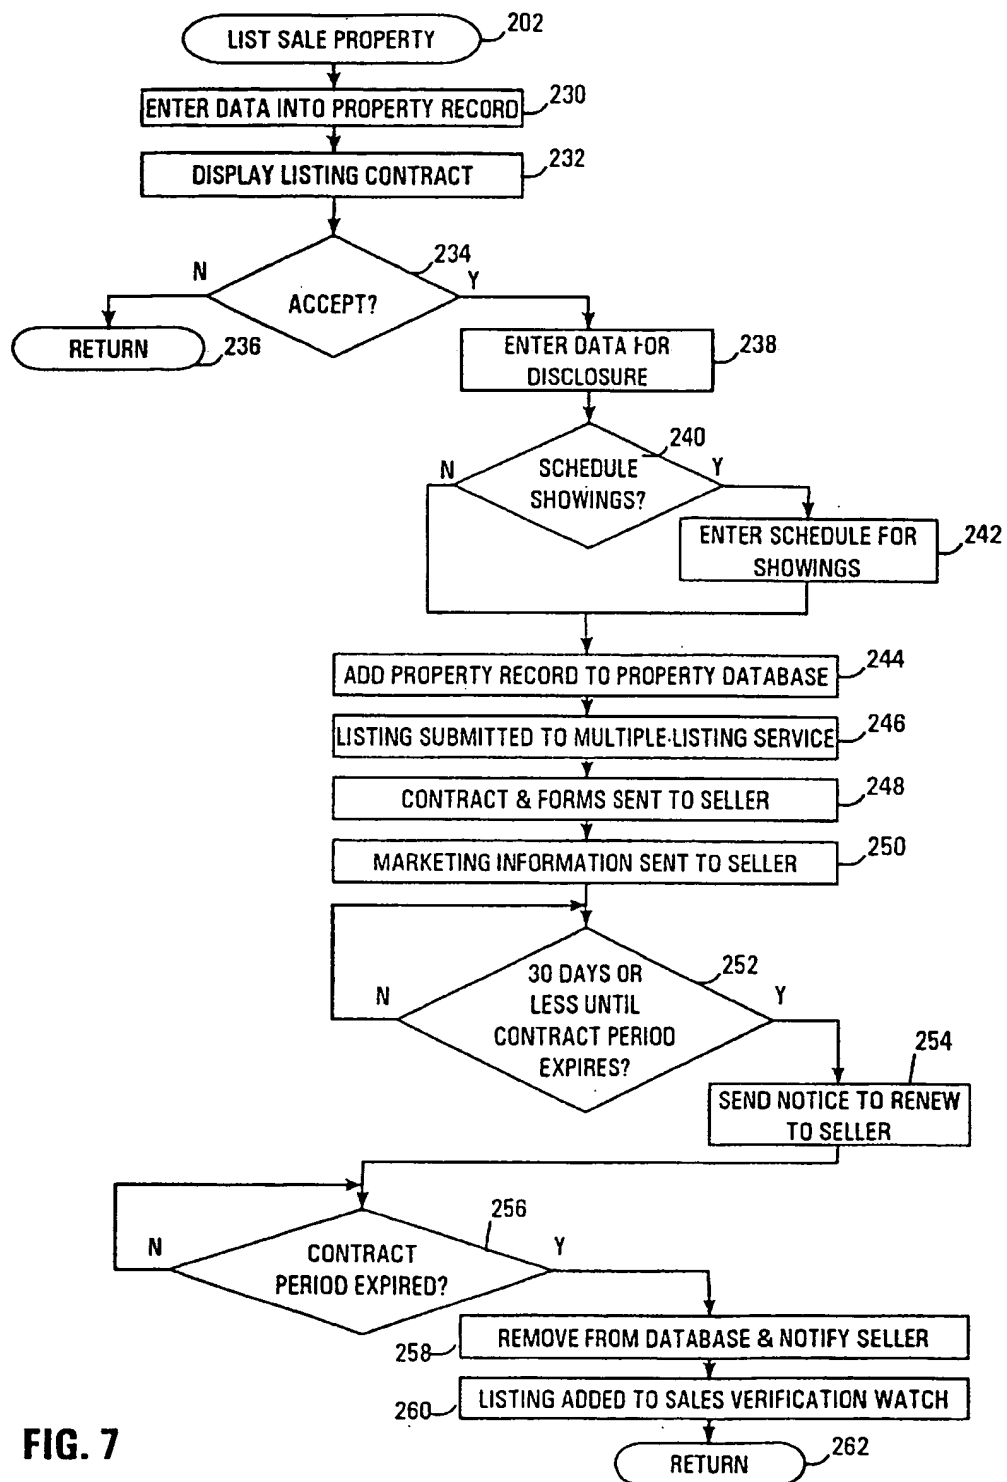 LIST SALE PROPERTY
202
ENTER DATA INTO PROPERTY RECORD
230
DISPLAY LISTING CONTRACT
232
234
N
Y
ACCEPT?
RETURN
236
ENTER DATA FOR
DISCLOSURE
238
240
N
Y
SCHEDULE
SHOWINGS?
ENTER SCHEDULE FOR
SHOWINGS
242
ADD PROPERTY RECORD TO PROPERTY DATABASE
244
LISTING SUBMITTED TO MULTIPLE-LISTING SERVICE
246
CONTRACT & FORMS SENT TO SELLER
248
MARKETING INFORMATION SENT TO SELLER
250
252
N
Y
30 DAYS OR
LESS UNTIL
CONTRACT PERIOD
EXPIRES?
254
SEND NOTICE TO RENEW
TO SELLER
256
N
Y
CONTRACT
PERIOD EXPIRED?
REMOVE FROM DATABASE & NOTIFY SELLER
258
LISTING ADDED TO SALES VERIFICATION WATCH
260
RETURN
262
FIG. 7